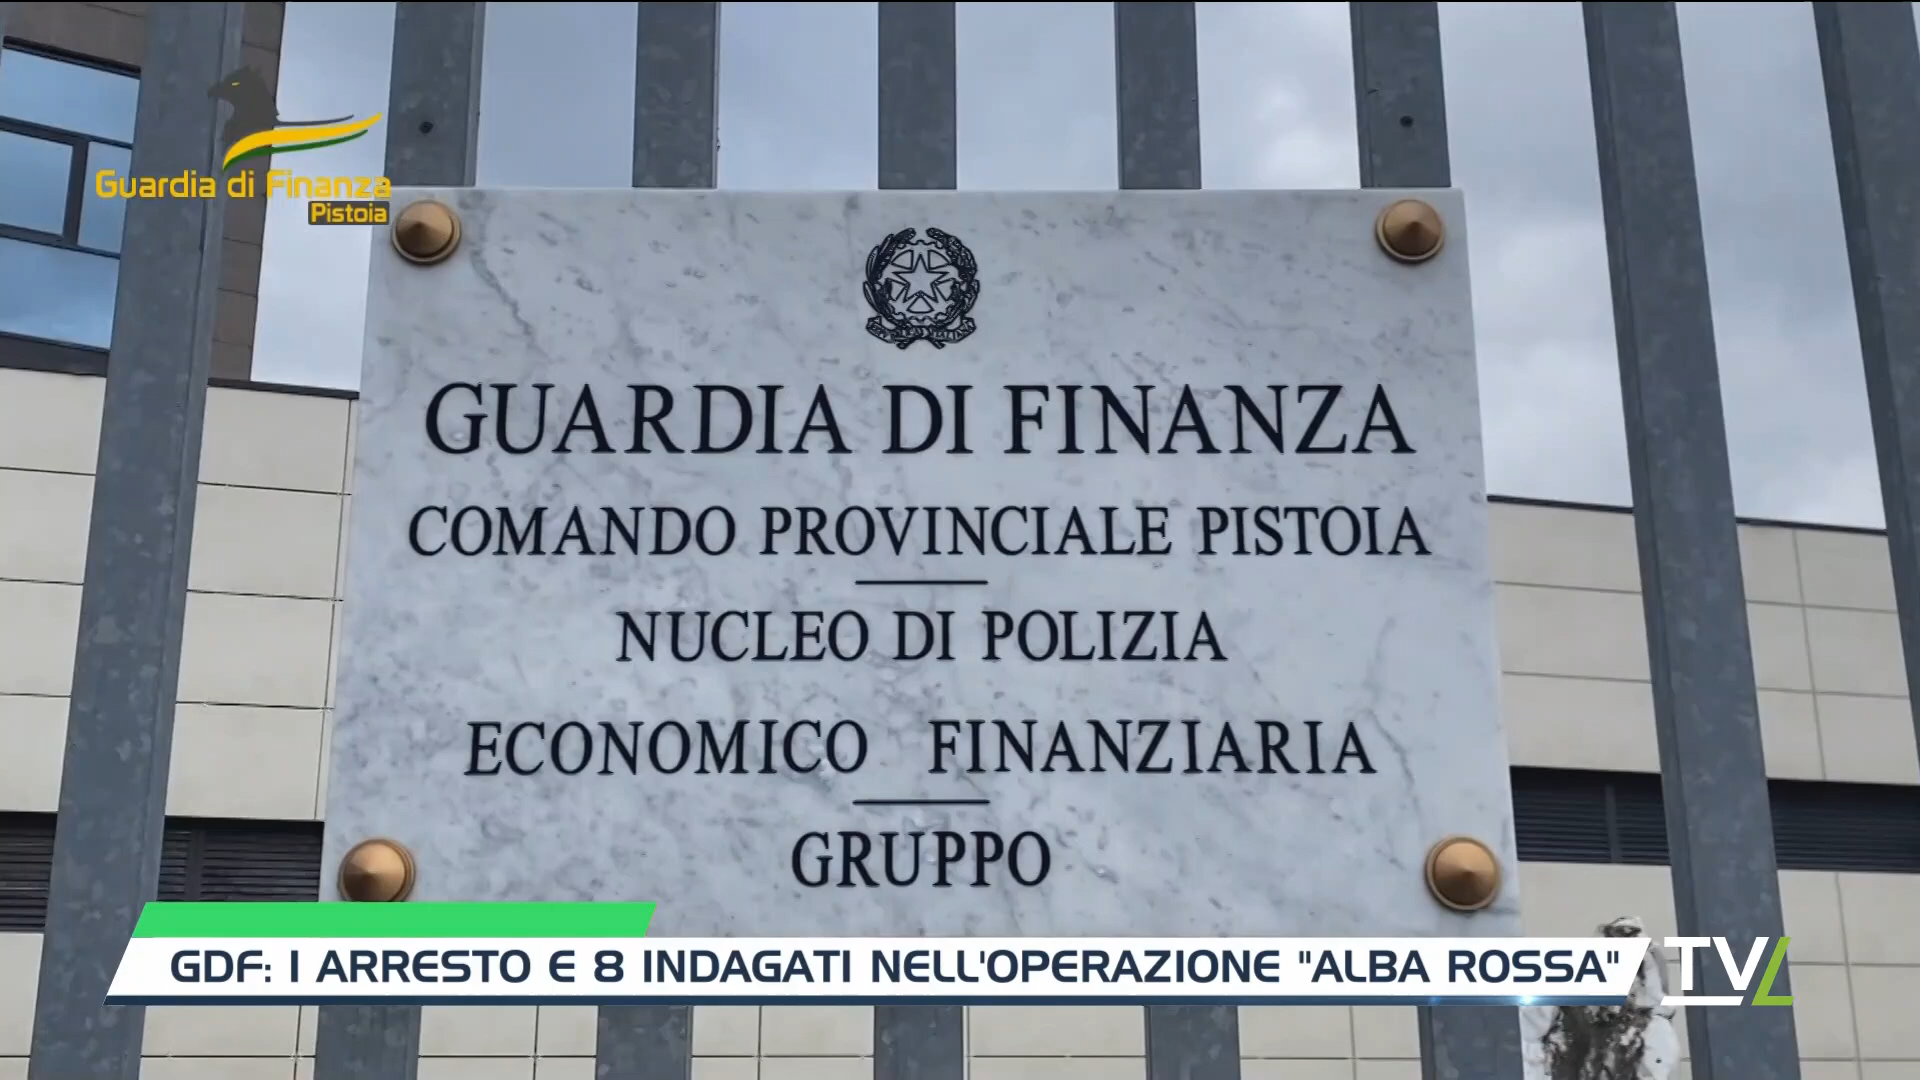 Guardia di Finanza
Pistoia
GUARDIA DI FINANZA
COMANDO PROVINCIALE PISTOIA
NUCLEO DI POLIZIA
ECONOMICO FINANZIARIA
GRUPPO
GDF: 1 ARRESTO E 8 INDAGATI NELL'OPERAZIONE "ALBA ROSSA"
TVL